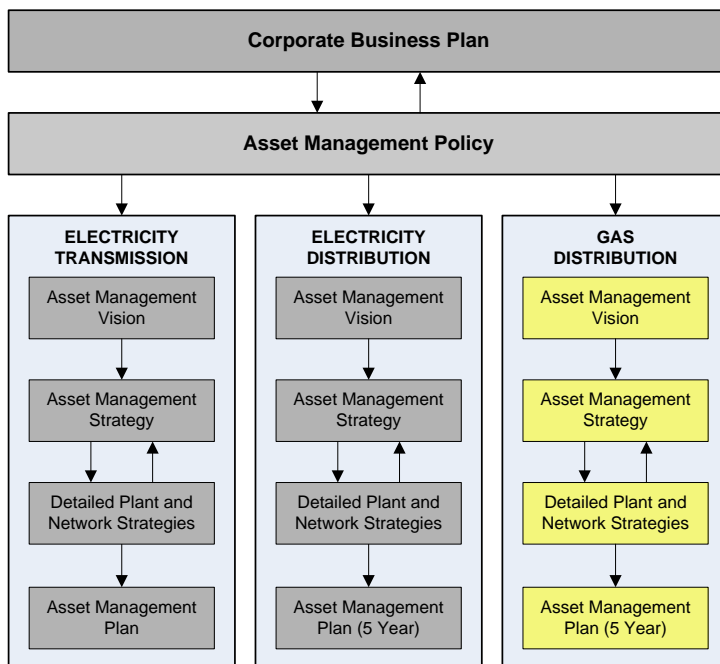 Corporate Business Plan
Asset Management Policy
ELECTRICITY
TRANSMISSION
Asset Management
Vision
Asset Management
Strategy
Detailed Plant and
Network Strategies
Asset Management
Plan
ELECTRICITY
DISTRIBUTION
Asset Management
Vision
Asset Management
Strategy
Detailed Plant and
Network Strategies
Asset Management
Plan (5 Year)
GAS
DISTRIBUTION
Asset Management
Vision
Asset Management
Strategy
Detailed Plant and
Network Strategies
Asset Management
Plan (5 Year)